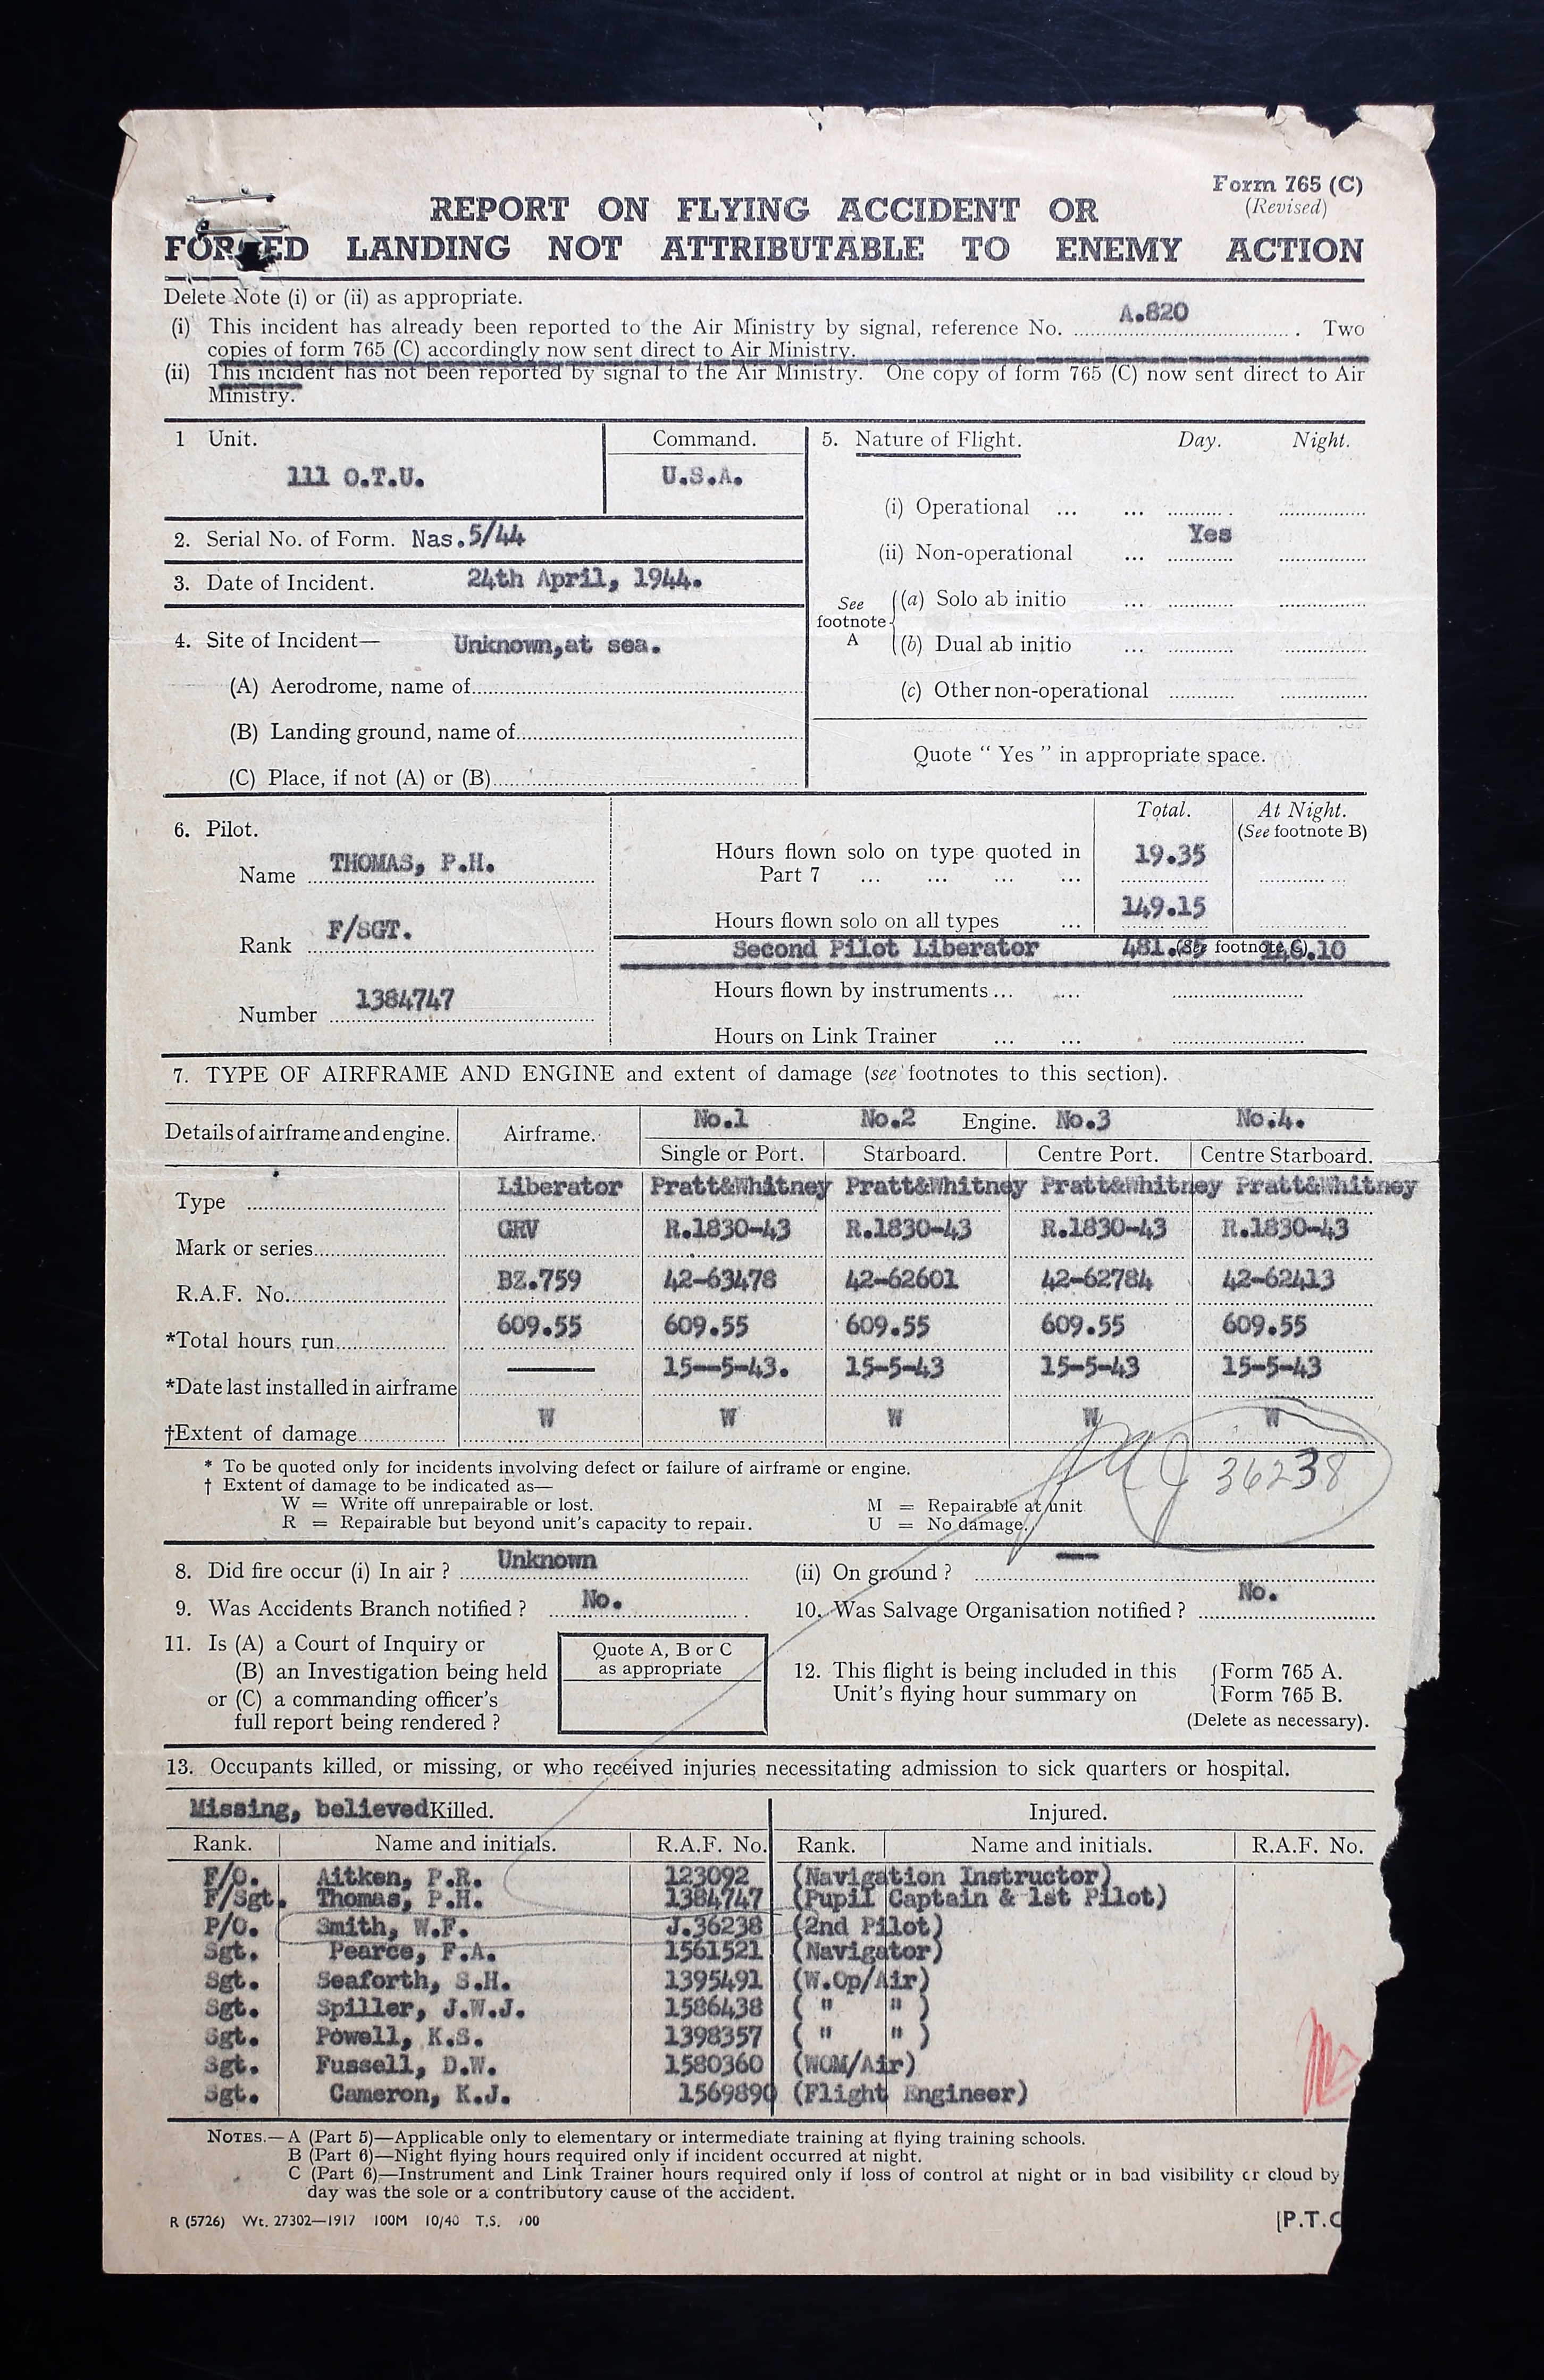 Form 765 (C)
(Revised)
REPORT ON FLYING ACCIDENT OR
FORCED LANDING NOT ATTRIBUTABLE TO ENEMY ACTION
Delete Note (i) or (ii) as appropriate.
(i) This incident has already been reported to the Air Ministry by signal, reference No. A.820. Two
copies of form 765 (C) accordingly now sent direct to Air Ministry.
(ii) This incident has not been reported by signal to the Air Ministry. One copy of form 765 (C) now sent direct to Air
Ministry.
1 Unit. Command.
111 O.T.U. U.S.A.
2. Serial No. of Form. Nas.5/44
3. Date of Incident. 24th April, 1944.
4. Site of Incident— Unknown,at sea.
(A) Aerodrome, name of
(B) Landing ground, name of
(C) Place, if not (A) or (B)
5. Nature of Flight. Day. Night.
(i) Operational ... ...
(ii) Non-operational ... Yes
See footnote A
(a) Solo ab initio ...
(b) Dual ab initio ...
(c) Other non-operational
Quote " Yes " in appropriate space.
6. Pilot.
Name THOMAS, P.H.
Rank F/SGT.
Number 1384747
Total. At Night.
(See footnote B)
Hours flown solo on type quoted in
Part 7 ... ... ... ... 19.35
Hours flown solo on all types ... 149.15
Second Pilot Liberator 481. (See footnote C) .10
Hours flown by instruments ... ...
Hours on Link Trainer ... ...
7. TYPE OF AIRFRAME AND ENGINE and extent of damage (see footnotes to this section).
No.1 No.2 Engine. No.3 No.4.
Details of airframe and engine. Airframe. Single or Port. Starboard. Centre Port. Centre Starboard.
Type Liberator Pratt&Whitney Pratt&Whitney Pratt&Whitney Pratt&Whitney
Mark or series GRV R.1830-43 R.1830-43 R.1830-43 R.1830-43
R.A.F. No. BZ.759 42-63478 42-62601 42-62784 42-62413
*Total hours run 609.55 609.55 609.55 609.55 609.55
*Date last installed in airframe — 15--5-43. 15-5-43 15-5-43 15-5-43
†Extent of damage W W W W W
* To be quoted only for incidents involving defect or failure of airframe or engine.
† Extent of damage to be indicated as—
W = Write off unrepairable or lost. M = Repairable at unit
R = Repairable but beyond unit's capacity to repair. U = No damage.
J 36238
8. Did fire occur (i) In air ? Unknown (ii) On ground ? —
9. Was Accidents Branch notified ? No. 10. Was Salvage Organisation notified ? No.
11. Is (A) a Court of Inquiry or
(B) an Investigation being held
or (C) a commanding officer's
full report being rendered ?
Quote A, B or C
as appropriate
12. This flight is being included in this Form 765 A.
Unit's flying hour summary on Form 765 B.
(Delete as necessary).
13. Occupants killed, or missing, or who received injuries necessitating admission to sick quarters or hospital.
Missing, believed Killed. Injured.
Rank. Name and initials. R.A.F. No. Rank. Name and initials. R.A.F. No.
F/O. Aitken, P.R. 123092 (Navigation Instructor)
F/Sgt. Thomas, P.H. 1384747 (Pupil Captain & 1st Pilot)
P/O. Smith, W.F. J.36238 (2nd Pilot)
Sgt. Pearce, F.A. 1561521 (Navigator)
Sgt. Seaforth, S.H. 1395491 (W.Op/Air)
Sgt. Spiller, J.W.J. 1586438 ( " " )
Sgt. Powell, K.S. 1398357 ( " " )
Sgt. Fussell, D.W. 1580360 (WOM/Air)
Sgt. Cameron, K.J. 1569890 (Flight Engineer)
NOTES.—A (Part 5)—Applicable only to elementary or intermediate training at flying training schools.
B (Part 6)—Night flying hours required only if incident occurred at night.
C (Part 6)—Instrument and Link Trainer hours required only if loss of control at night or in bad visibility or cloud by
day was the sole or a contributory cause of the accident.
R (5726) Wt. 27302—1917 100M 10/40 T.S. 700
[P.T.O